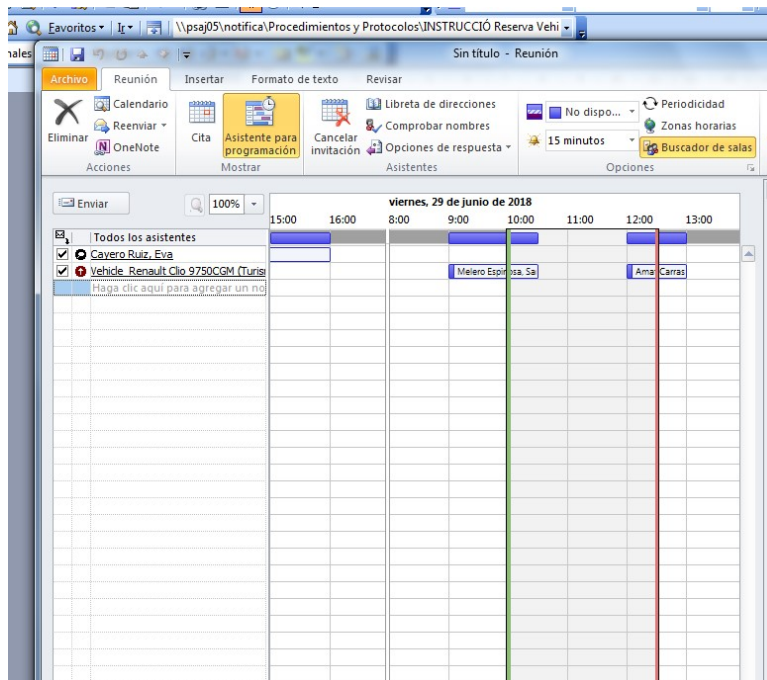 Favoritos Ir \\psaj05\notifica\Procedimientos y Protocolos\INSTRUCCIÓ Reserva Vehi
nales
Sin título - Reunión
Archivo Reunión Insertar Formato de texto Revisar
Eliminar
Calendario
Reenviar
OneNote
Acciones
Cita
Asistente para
programación
Mostrar
Cancelar
invitación
Libreta de direcciones
Comprobar nombres
Opciones de respuesta
Asistentes
No dispo...
15 minutos
Periodicidad
Zonas horarias
Buscador de salas
Opciones
Enviar 100%
viernes, 29 de junio de 2018
15:00 16:00 8:00 9:00 10:00 11:00 12:00 13:00
Todos los asistentes
Cayero Ruiz, Eva
Vehicle Renault Clio 9750CGM (Turis Melero Espinosa, Sa Carras
Haga clic aquí para agregar un no